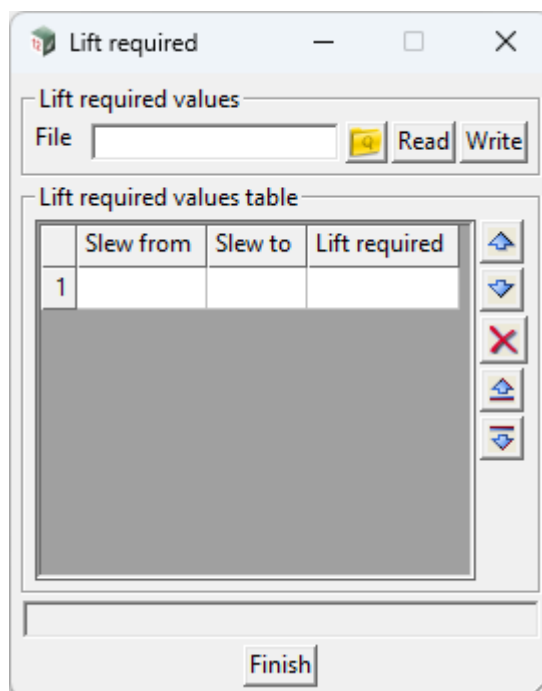 Lift required
Lift required values
File Read Write
Lift required values table
Slew from Slew to Lift required
1
Finish